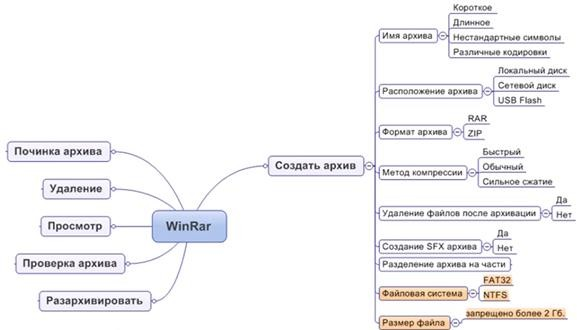 Короткое
Длинное
Имя архива
Нестандартные символы
Различные кодировки
Локальный диск
Расположение архива
Сетевой диск
USB Flash
RAR
Формат архива
ZIP
Починка архива
Быстрый
Создать архив
Метод компрессии
Обычный
Сильное сжатие
Удаление
Да
Удаление файлов после архивации
Нет
Просмотр
WinRar
Да
Создание SFX архива
Нет
Проверка архива
Разделение архива на части
FAT32
Файловая система
NTFS
Разархивировать
запрещено более 2 Гб.
Размер файла